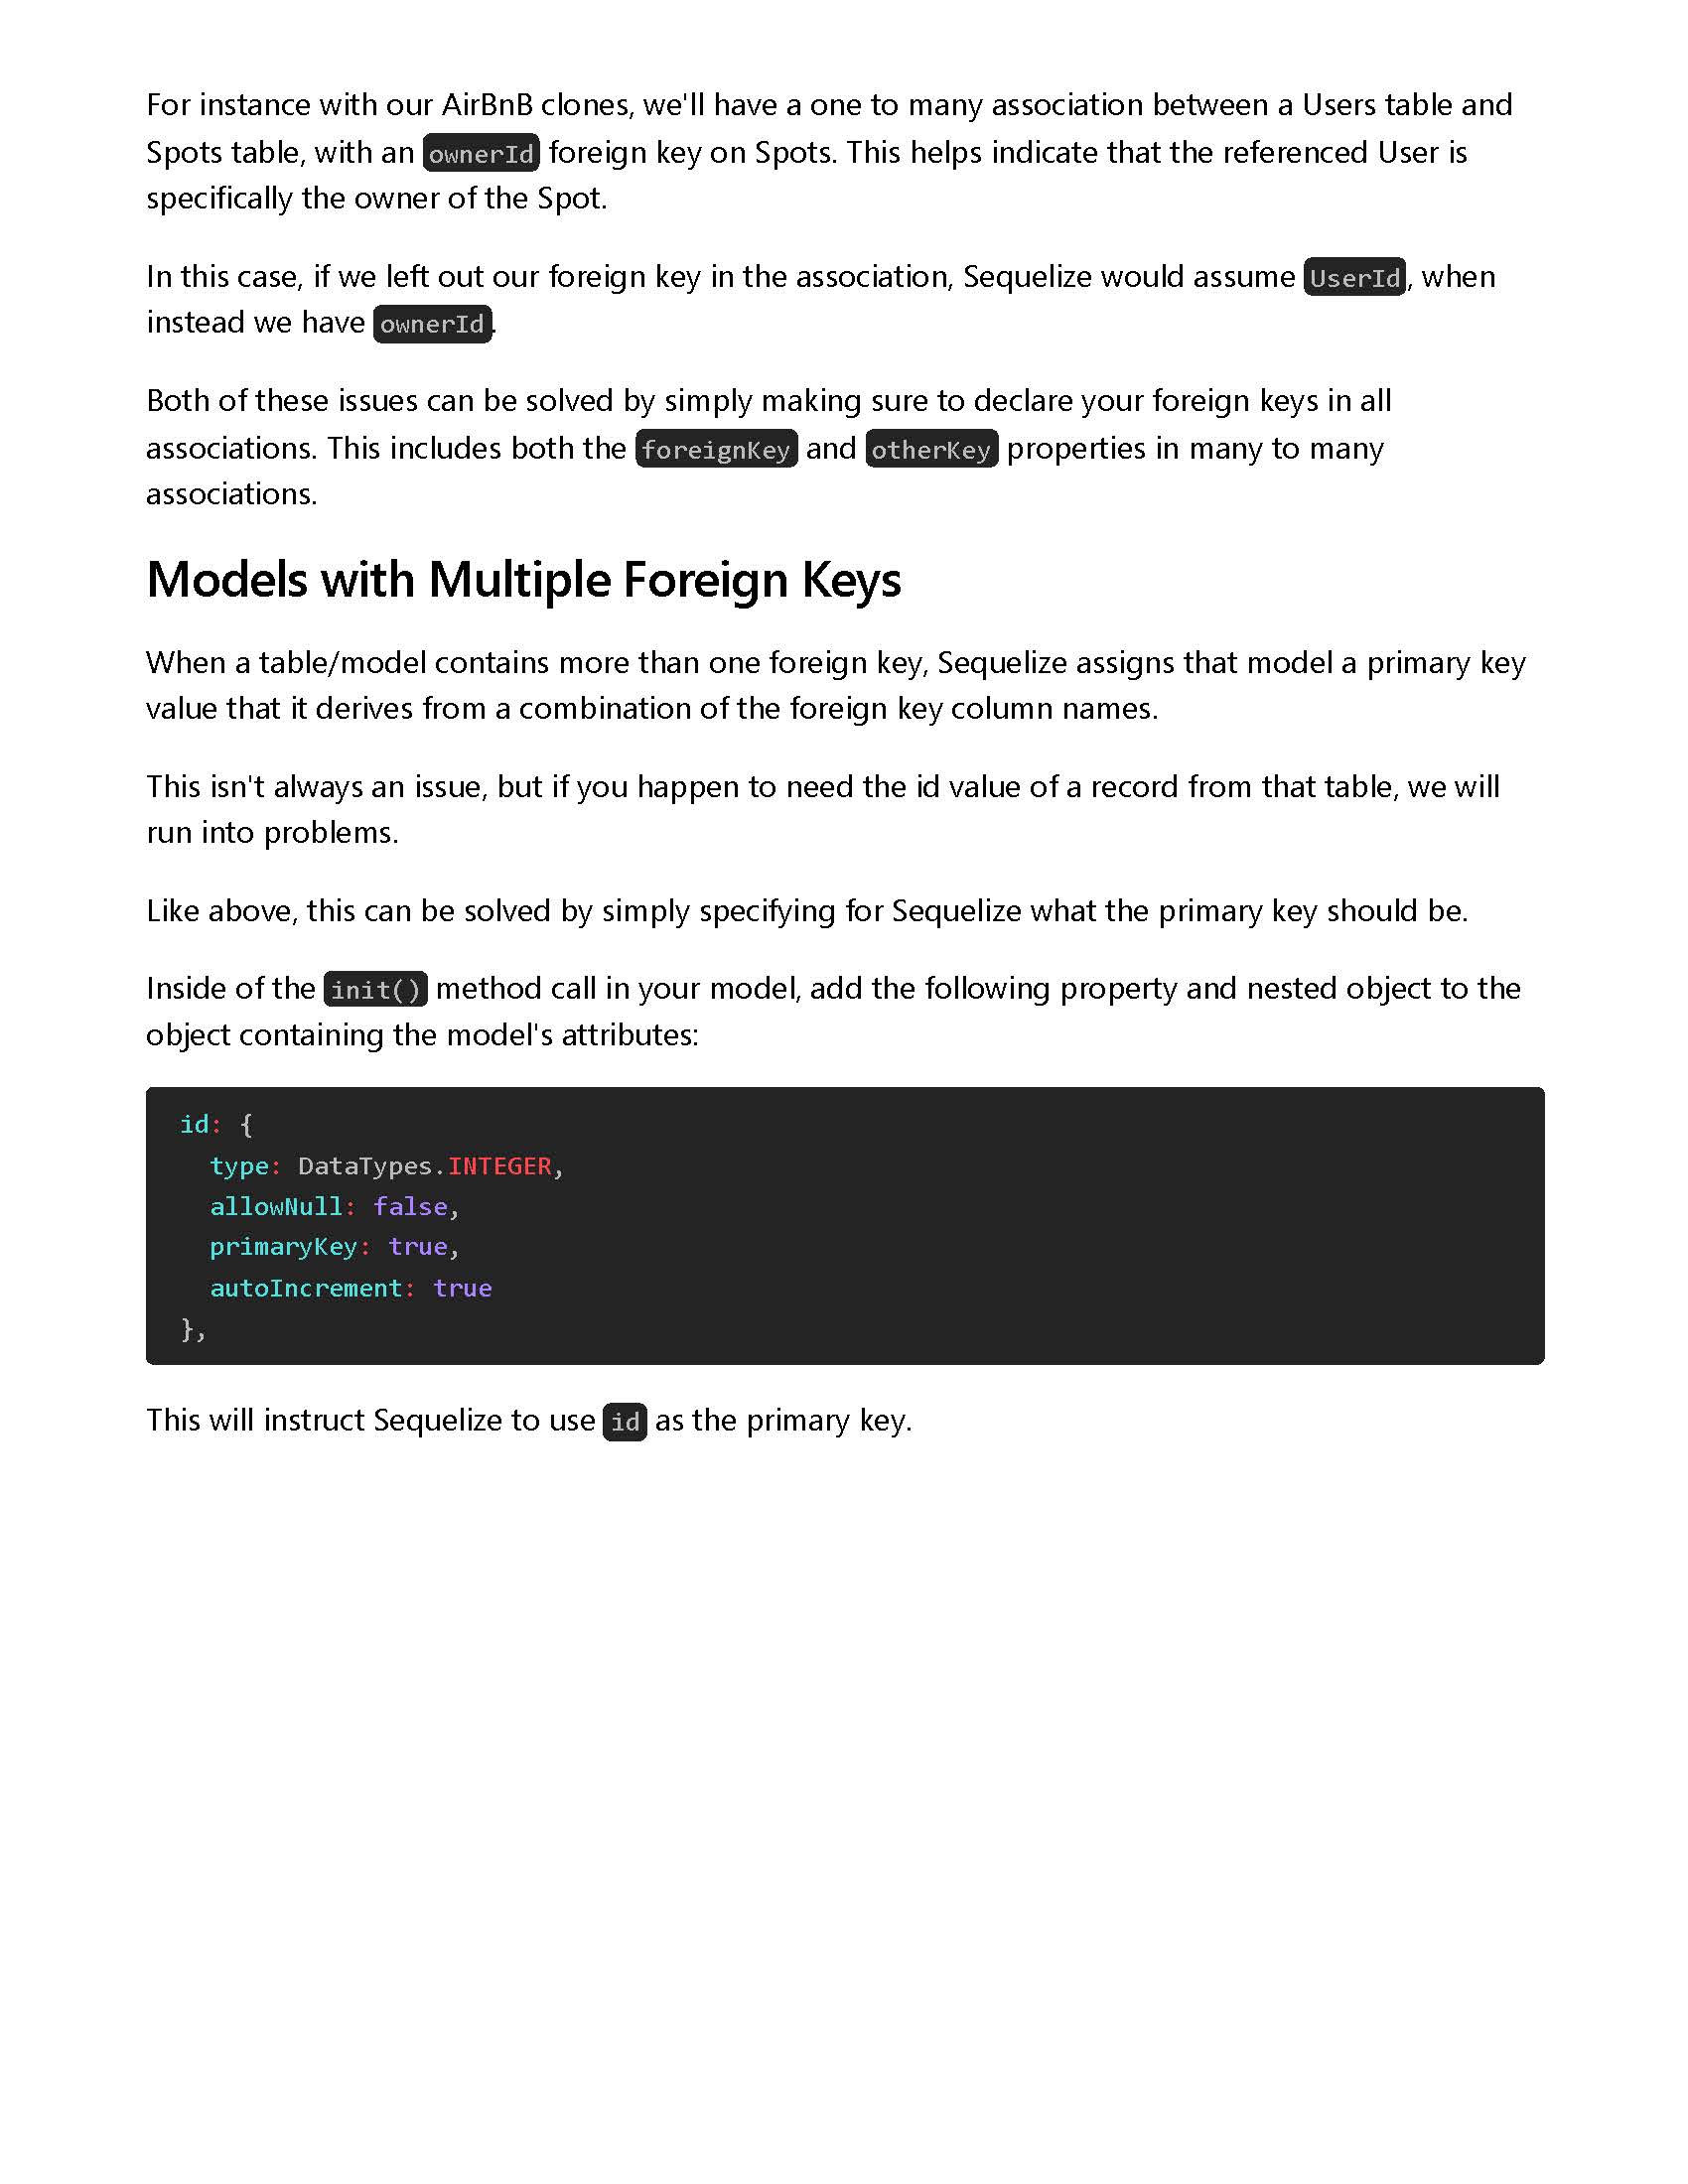 For instance with our AirBnB clones, we'll have a one to many association between a Users table and
Spots table, with an ownerId foreign key on Spots. This helps indicate that the referenced User is
specifically the owner of the Spot.
In this case, if we left out our foreign key in the association, Sequelize would assume UserId, when
instead we have ownerId.
Both of these issues can be solved by simply making sure to declare your foreign keys in all
associations. This includes both the foreignKey and otherKey properties in many to many
associations.
Models with Multiple Foreign Keys
When a table/model contains more than one foreign key, Sequelize assigns that model a primary key
value that it derives from a combination of the foreign key column names.
This isn't always an issue, but if you happen to need the id value of a record from that table, we will
run into problems.
Like above, this can be solved by simply specifying for Sequelize what the primary key should be.
Inside of the init() method call in your model, add the following property and nested object to the
object containing the model's attributes:
id: {
  type: DataTypes.INTEGER,
  allowNull: false,
  primaryKey: true,
  autoIncrement: true
},
This will instruct Sequelize to use id as the primary key.